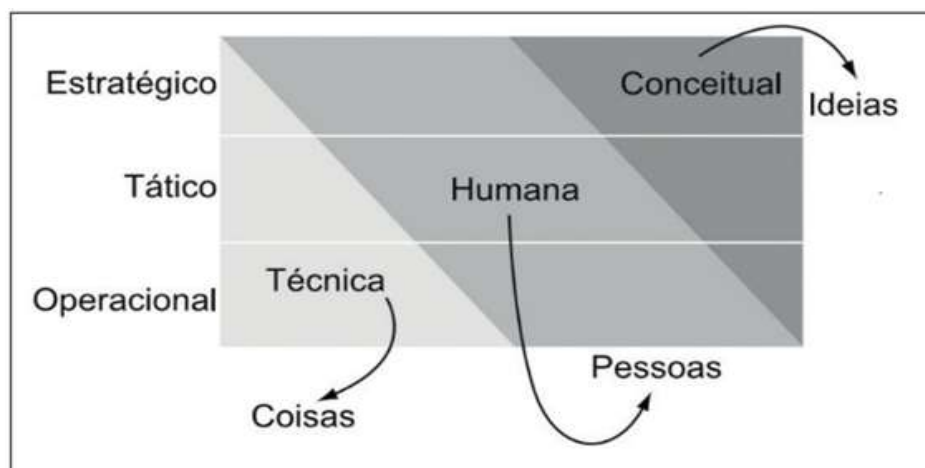 Estratégico
Conceitual
Ideias
Tático
Humana
Operacional
Técnica
Pessoas
Coisas